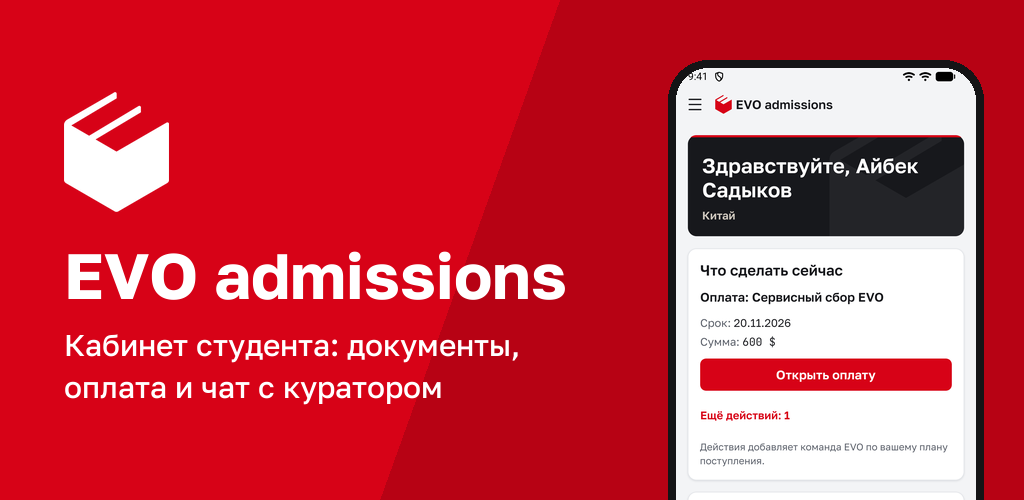 EVO admissions
Кабинет студента: документы,
оплата и чат с куратором
9:41
EVO admissions
Здравствуйте, Айбек
Садыков
Китай
Что сделать сейчас
Оплата: Сервисный сбор EVO
Срок: 20.11.2026
Сумма: 600 $
Открыть оплату
Ещё действий: 1
Действия добавляет команда EVO по вашему плану
поступления.